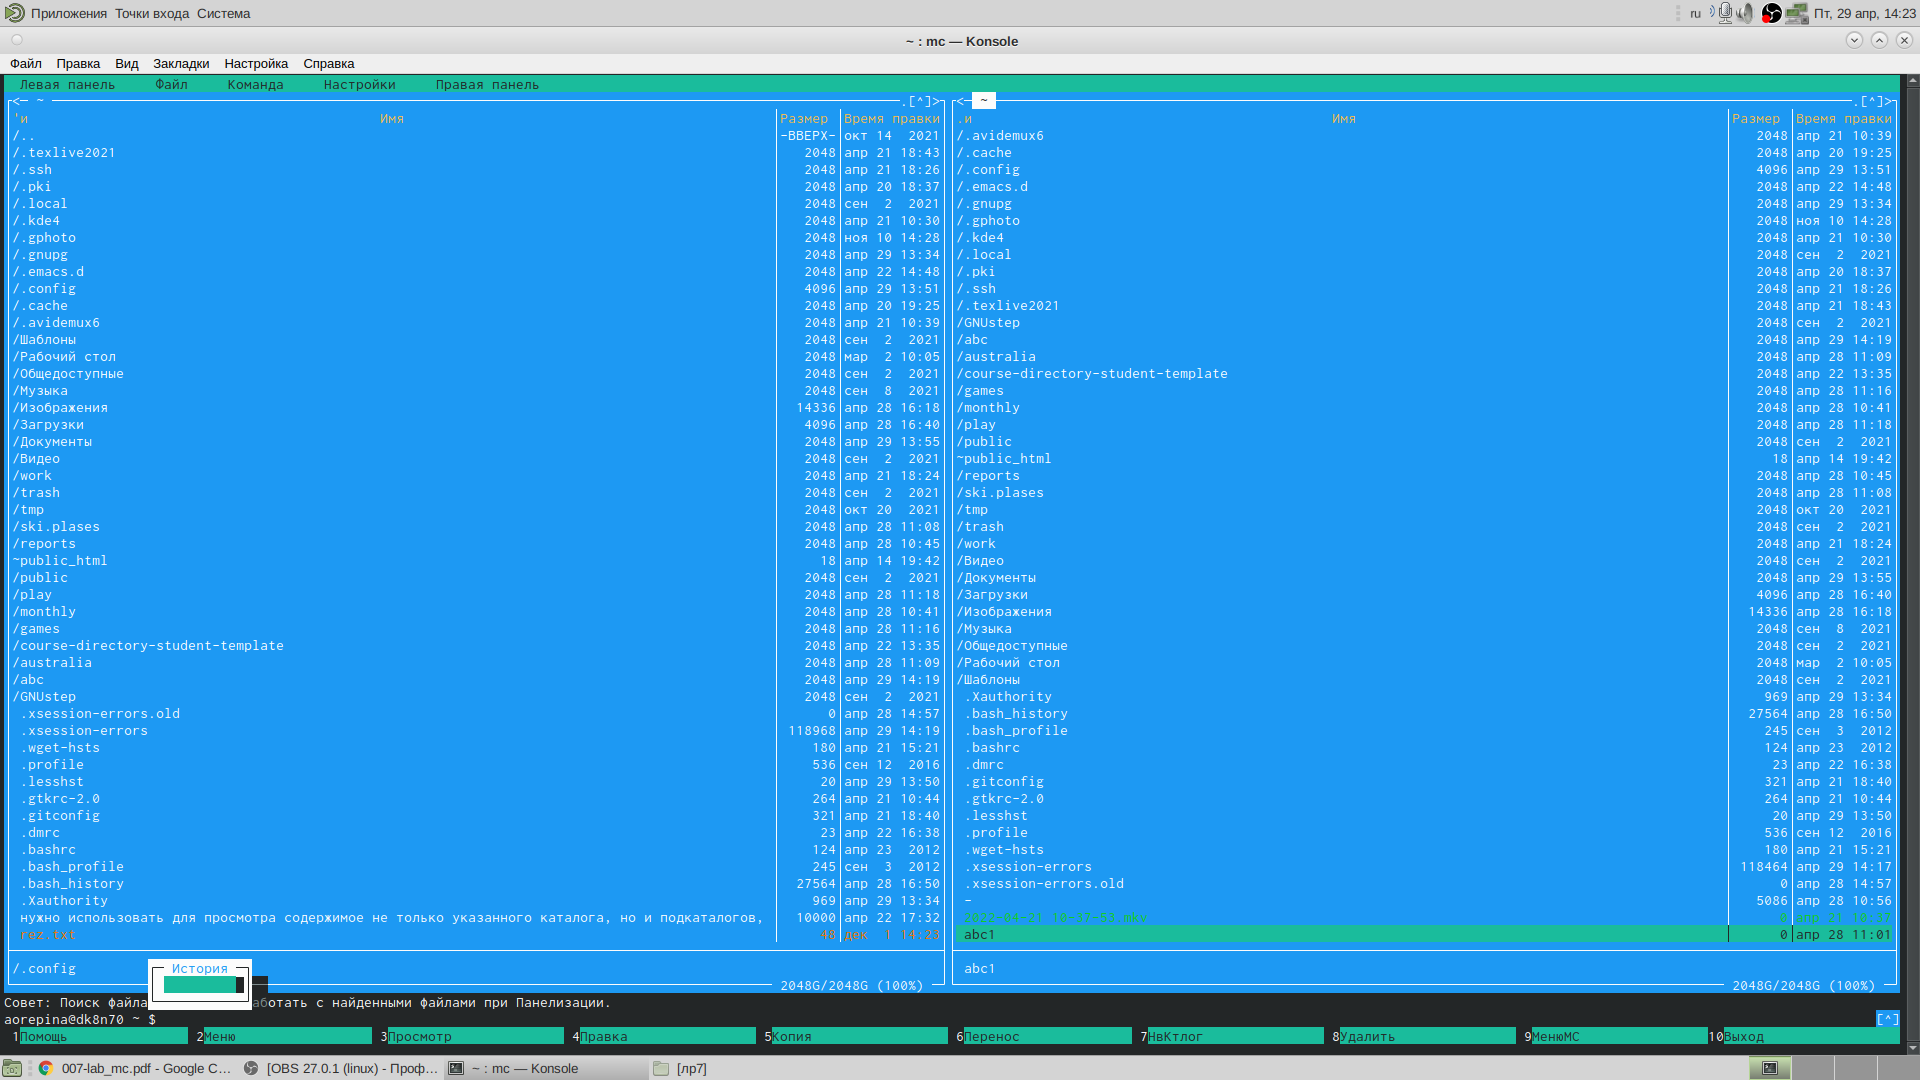 Приложения Точки входа Система
ru Пт, 29 апр, 14:23
~ : mc — Konsole
Файл Правка Вид Закладки Настройка Справка
Левая панель Файл Команда Настройки Правая панель
<— ~ .[^]>
'и Имя Размер Время правки
/.. -ВВЕРХ- окт 14 2021
/.texlive2021 2048 апр 21 18:43
/.ssh 2048 апр 21 18:26
/.pki 2048 апр 20 18:37
/.local 2048 сен 2 2021
/.kde4 2048 апр 21 10:30
/.gphoto 2048 ноя 10 14:28
/.gnupg 2048 апр 29 13:34
/.emacs.d 2048 апр 22 14:48
/.config 4096 апр 29 13:51
/.cache 2048 апр 20 19:25
/.avidemux6 2048 апр 21 10:39
/Шаблоны 2048 сен 2 2021
/Рабочий стол 2048 мар 2 10:05
/Общедоступные 2048 сен 2 2021
/Музыка 2048 сен 8 2021
/Изображения 14336 апр 28 16:18
/Загрузки 4096 апр 28 16:40
/Документы 2048 апр 29 13:55
/Видео 2048 сен 2 2021
/work 2048 апр 21 18:24
/trash 2048 сен 2 2021
/tmp 2048 окт 20 2021
/ski.plases 2048 апр 28 11:08
/reports 2048 апр 28 10:45
~public_html 18 апр 14 19:42
/public 2048 сен 2 2021
/play 2048 апр 28 11:18
/monthly 2048 апр 28 10:41
/games 2048 апр 28 11:16
/course-directory-student-template 2048 апр 22 13:35
/australia 2048 апр 28 11:09
/abc 2048 апр 29 14:19
/GNUstep 2048 сен 2 2021
.xsession-errors.old 0 апр 28 14:57
.xsession-errors 118968 апр 29 14:19
.wget-hsts 180 апр 21 15:21
.profile 536 сен 12 2016
.lesshst 20 апр 29 13:50
.gtkrc-2.0 264 апр 21 10:44
.gitconfig 321 апр 21 18:40
.dmrc 23 апр 22 16:38
.bashrc 124 апр 23 2012
.bash_profile 245 сен 3 2012
.bash_history 27564 апр 28 16:50
.Xauthority 969 апр 29 13:34
нужно использовать для просмотра содержимое не только указанного каталога, но и подкаталогов, 10000 апр 22 17:32
rez.txt 48 дек 1 14:23
/.config
2048G/2048G (100%)
<— ~ .[^]>
.и Имя Размер Время правки
/.avidemux6 2048 апр 21 10:39
/.cache 2048 апр 20 19:25
/.config 4096 апр 29 13:51
/.emacs.d 2048 апр 22 14:48
/.gnupg 2048 апр 29 13:34
/.gphoto 2048 ноя 10 14:28
/.kde4 2048 апр 21 10:30
/.local 2048 сен 2 2021
/.pki 2048 апр 20 18:37
/.ssh 2048 апр 21 18:26
/.texlive2021 2048 апр 21 18:43
/GNUstep 2048 сен 2 2021
/abc 2048 апр 29 14:19
/australia 2048 апр 28 11:09
/course-directory-student-template 2048 апр 22 13:35
/games 2048 апр 28 11:16
/monthly 2048 апр 28 10:41
/play 2048 апр 28 11:18
/public 2048 сен 2 2021
~public_html 18 апр 14 19:42
/reports 2048 апр 28 10:45
/ski.plases 2048 апр 28 11:08
/tmp 2048 окт 20 2021
/trash 2048 сен 2 2021
/work 2048 апр 21 18:24
/Видео 2048 сен 2 2021
/Документы 2048 апр 29 13:55
/Загрузки 4096 апр 28 16:40
/Изображения 14336 апр 28 16:18
/Музыка 2048 сен 8 2021
/Общедоступные 2048 сен 2 2021
/Рабочий стол 2048 мар 2 10:05
/Шаблоны 2048 сен 2 2021
.Xauthority 969 апр 29 13:34
.bash_history 27564 апр 28 16:50
.bash_profile 245 сен 3 2012
.bashrc 124 апр 23 2012
.dmrc 23 апр 22 16:38
.gitconfig 321 апр 21 18:40
.gtkrc-2.0 264 апр 21 10:44
.lesshst 20 апр 29 13:50
.profile 536 сен 12 2016
.wget-hsts 180 апр 21 15:21
.xsession-errors 118464 апр 29 14:17
.xsession-errors.old 0 апр 28 14:57
– 5086 апр 28 10:56
abc1 0 апр 28 11:01
abc1
2048G/2048G (100%)
История
Совет: Поиск файла аботать с найденными файлами при Панелизации.
aorepina@dk8n70 ~ $ [^]
1Помощь 2Меню 3Просмотр 4Правка 5Копия 6Перенос 7НвКтлог 8Удалить 9МенюМС 10Выход
007-lab_mc.pdf - Google C... [OBS 27.0.1 (linux) - Проф... ~ : mc — Konsole [лр7]